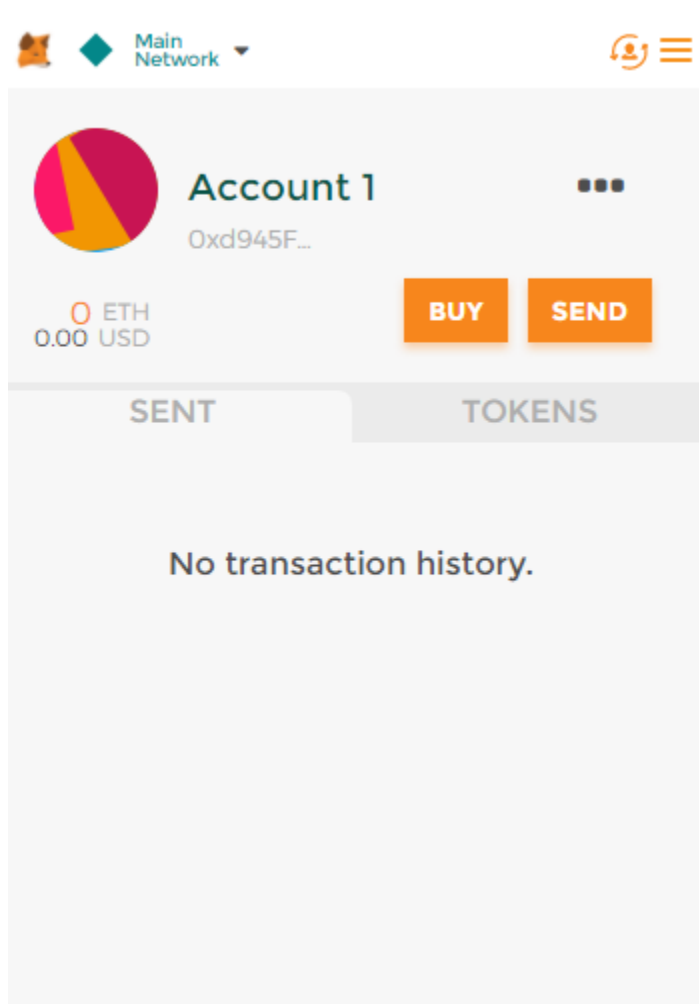 Main
Network
Account 1
0xd945F...
0 ETH
0.00 USD
BUY
SEND
SENT
TOKENS
No transaction history.